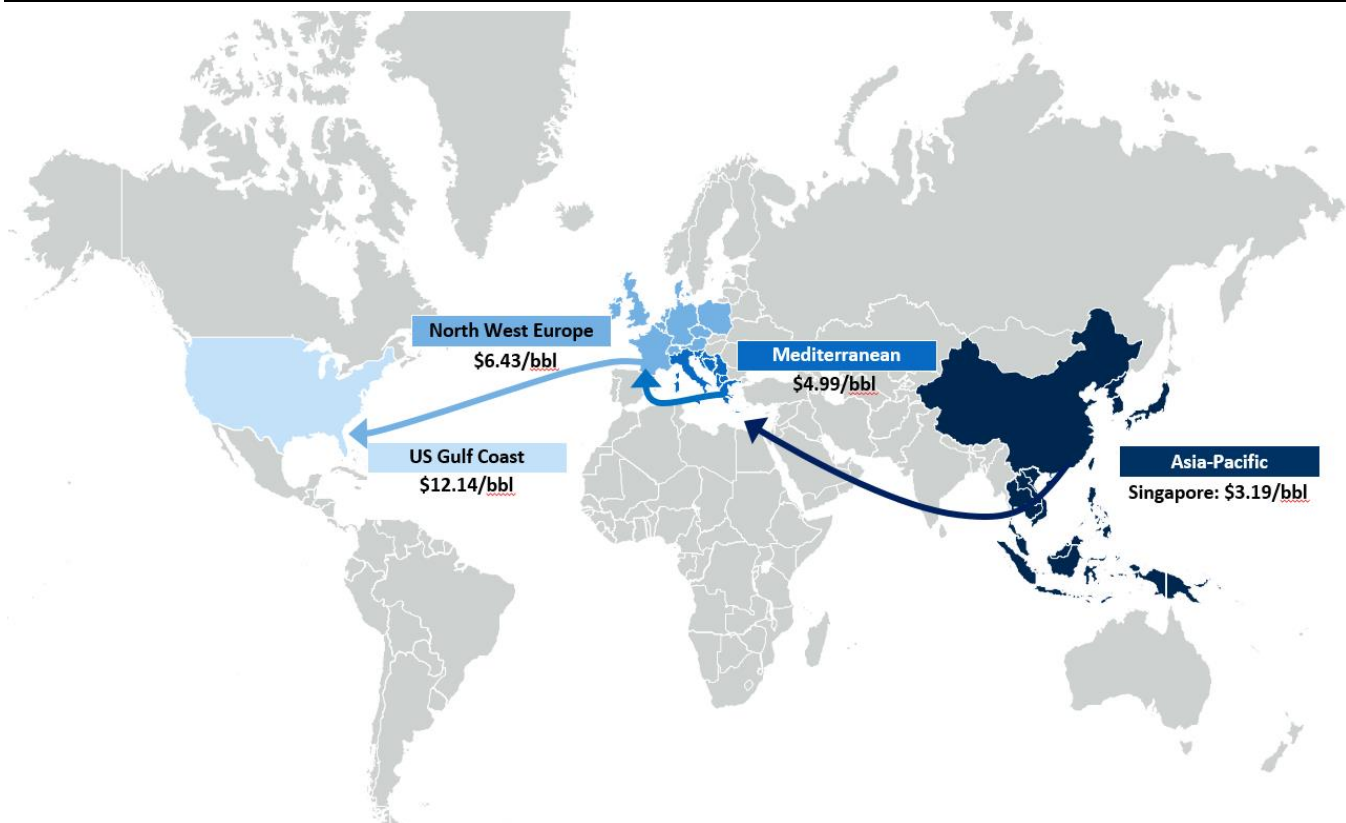 North West Europe
$6.43/bbl
Mediterranean
$4.99/bbl
US Gulf Coast
$12.14/bbl
Asia-Pacific
Singapore: $3.19/bbl